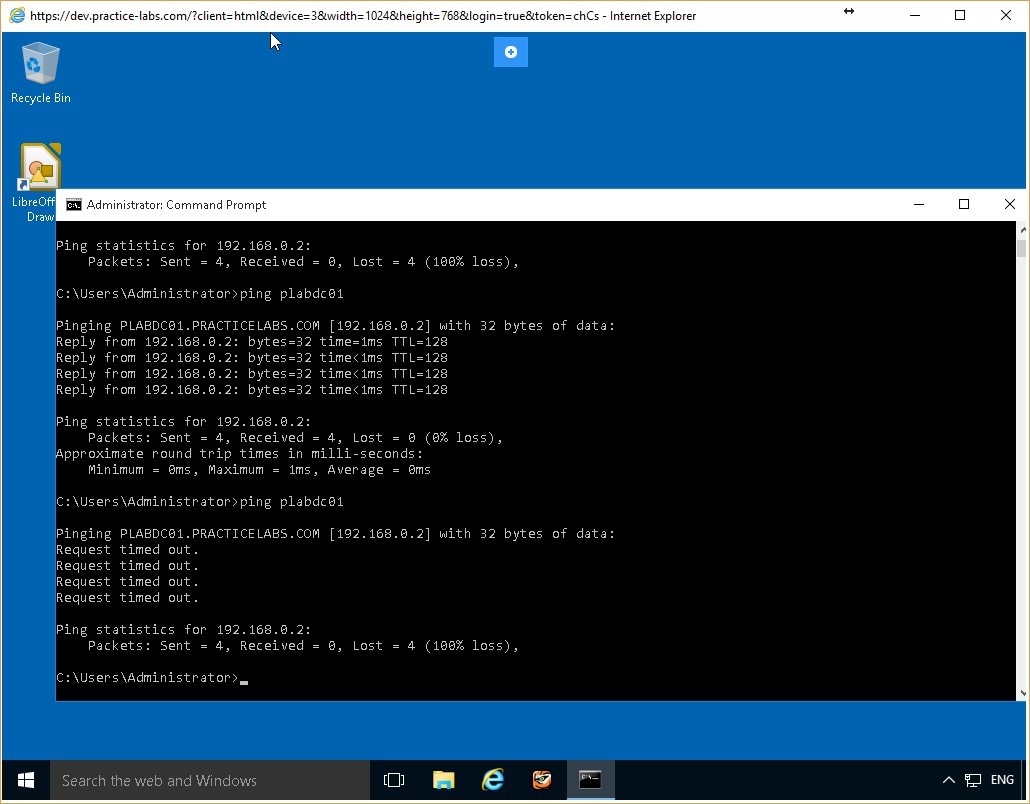 https://dev.practice-labs.com/?client=html&device=3&width=1024&height=768&login=true&token=chCs - Internet Explorer
Recycle Bin
LibreOff
Draw
Administrator: Command Prompt
Ping statistics for 192.168.0.2:
Packets: Sent = 4, Received = 0, Lost = 4 (100% loss),
C:\Users\Administrator>ping plabdc01
Pinging PLABDC01.PRACTICELABS.COM [192.168.0.2] with 32 bytes of data:
Reply from 192.168.0.2: bytes=32 time=1ms TTL=128
Reply from 192.168.0.2: bytes=32 time<1ms TTL=128
Reply from 192.168.0.2: bytes=32 time<1ms TTL=128
Reply from 192.168.0.2: bytes=32 time<1ms TTL=128
Ping statistics for 192.168.0.2:
Packets: Sent = 4, Received = 4, Lost = 0 (0% loss),
Approximate round trip times in milli-seconds:
Minimum = 0ms, Maximum = 1ms, Average = 0ms
C:\Users\Administrator>ping plabdc01
Pinging PLABDC01.PRACTICELABS.COM [192.168.0.2] with 32 bytes of data:
Request timed out.
Request timed out.
Request timed out.
Request timed out.
Ping statistics for 192.168.0.2:
Packets: Sent = 4, Received = 0, Lost = 4 (100% loss),
C:\Users\Administrator>
Search the web and Windows
ENG